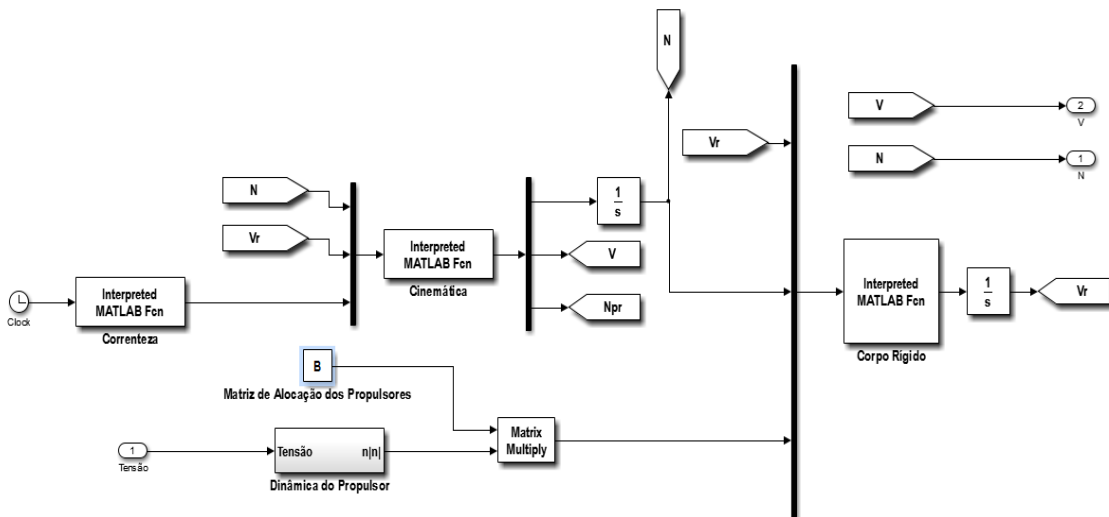 N
Vr
V
2
V
N
1
N
N
Vr
1
s
Interpreted
MATLAB Fcn
Cinemática
V
Npr
Interpreted
MATLAB Fcn
Corpo Rígido
1
s
Vr
Clock
Interpreted
MATLAB Fcn
Correnteza
B
Matriz de Alocação dos Propulsores
1
Tensão
Tensão
n|n|
Dinâmica do Propulsor
Matrix
Multiply